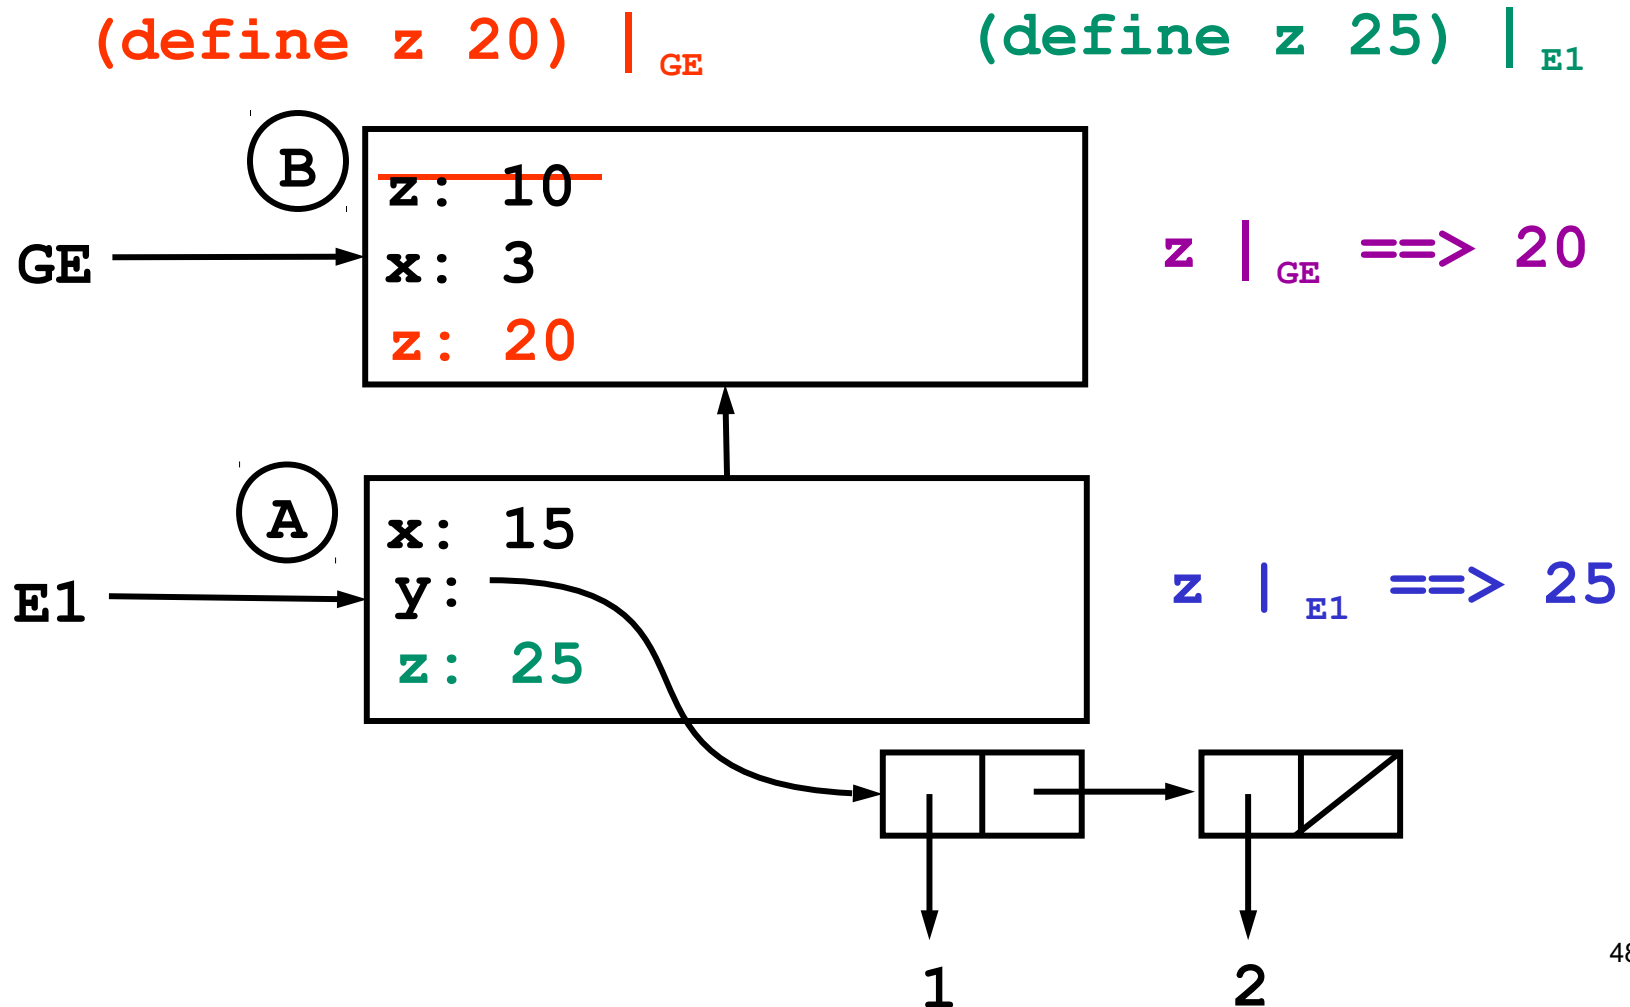 (define z 20) | GE
(define z 25) | E1
B
z: 10
GE
x: 3
z | GE ==> 20
z: 20
A
x: 15
E1
y:
z | E1 ==> 25
z: 25
1
2
48